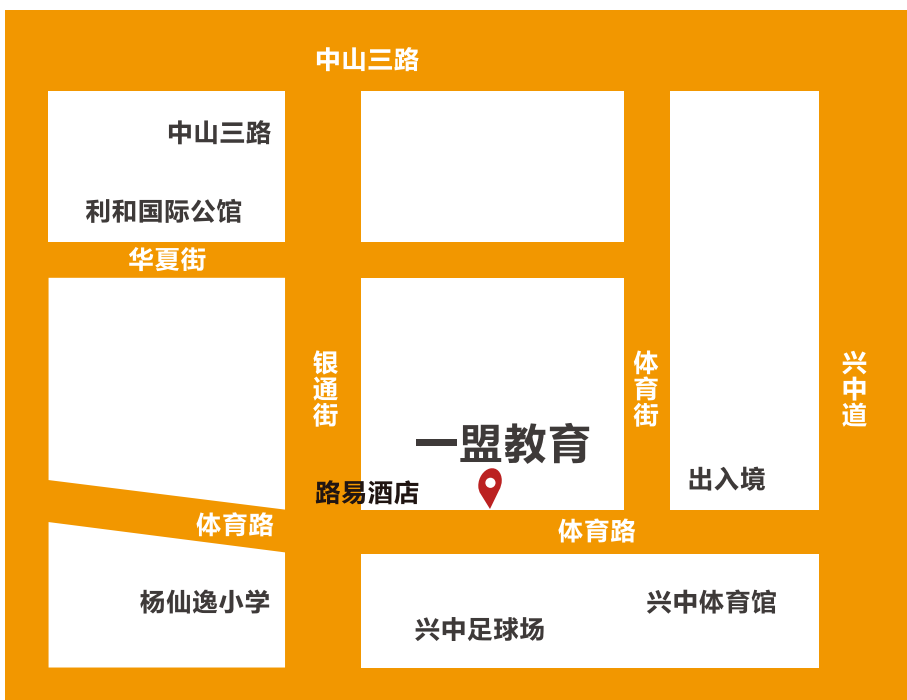 中山三路
中山三路
利和国际公馆
华夏街
银通街
体育街
兴中道
一盟教育
出入境
路易酒店
体育路
体育路
杨仙逸小学
兴中体育馆
兴中足球场